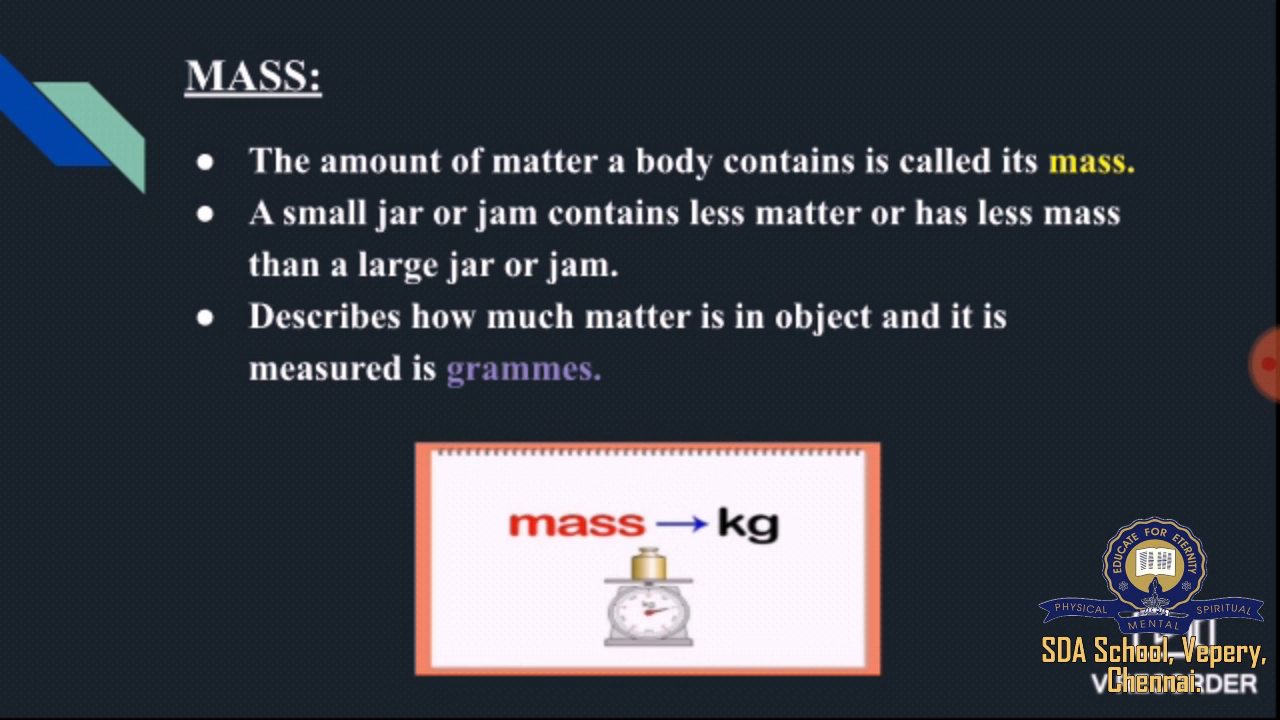 MASS:
● The amount of matter a body contains is called its mass.
● A small jar or jam contains less matter or has less mass
than a large jar or jam.
● Describes how much matter is in object and it is
measured is grammes.
mass → kg
kg
EDUCATE FOR ETERNITY
PHYSICAL MENTAL SPIRITUAL
SDA School, Vepery,
Chennai.